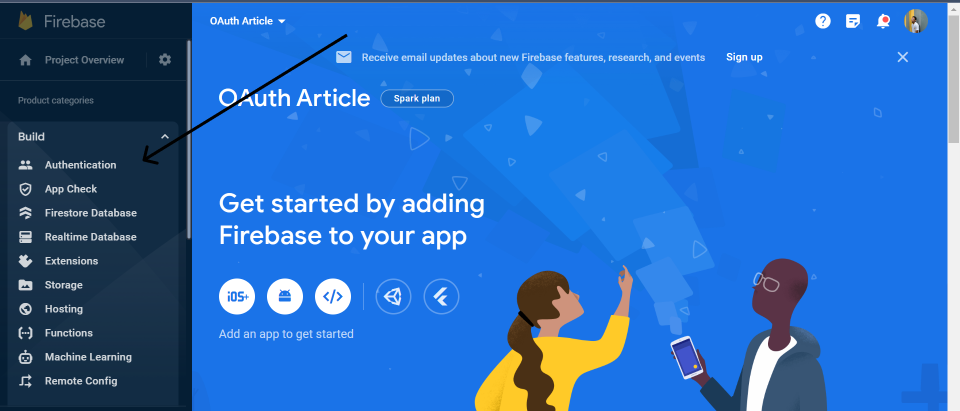 Firebase
OAuth Article
Project Overview
Receive email updates about new Firebase features, research, and events Sign up
Product categories
OAuth Article Spark plan
Build
Authentication
App Check
Firestore Database
Realtime Database
Extensions
Storage
Hosting
Functions
Machine Learning
Remote Config
Get started by adding
Firebase to your app
iOS+
Add an app to get started